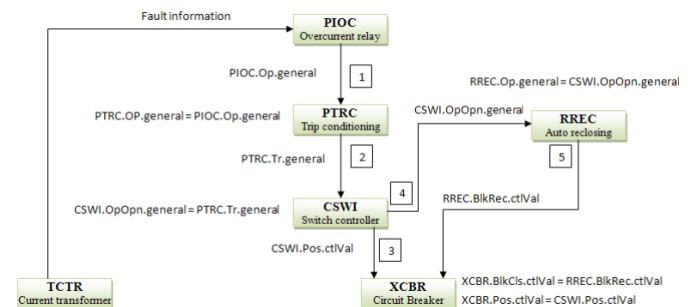 Fault information
PIOC
Overcurrent relay
PIOC.Op.general
1
RREC.Op.general = CSWI.OpOpn.general
PTRC.OP.general = PIOC.Op.general
PTRC
Trip conditioning
CSWI.OpOpn.general
RREC
Auto reclosing
PTRC.Tr.general
2
5
4
CSWI.OpOpn.general = PTRC.Tr.general
CSWI
Switch controller
RREC.BlkRec.ctlVal
CSWI.Pos.ctlVal
3
TCTR
Current transformer
XCBR
Circuit Breaker
XCBR.BlkCls.ctlVal = RREC.BlkRec.ctlVal
XCBR.Pos.ctlVal = CSWI.Pos.ctlVal